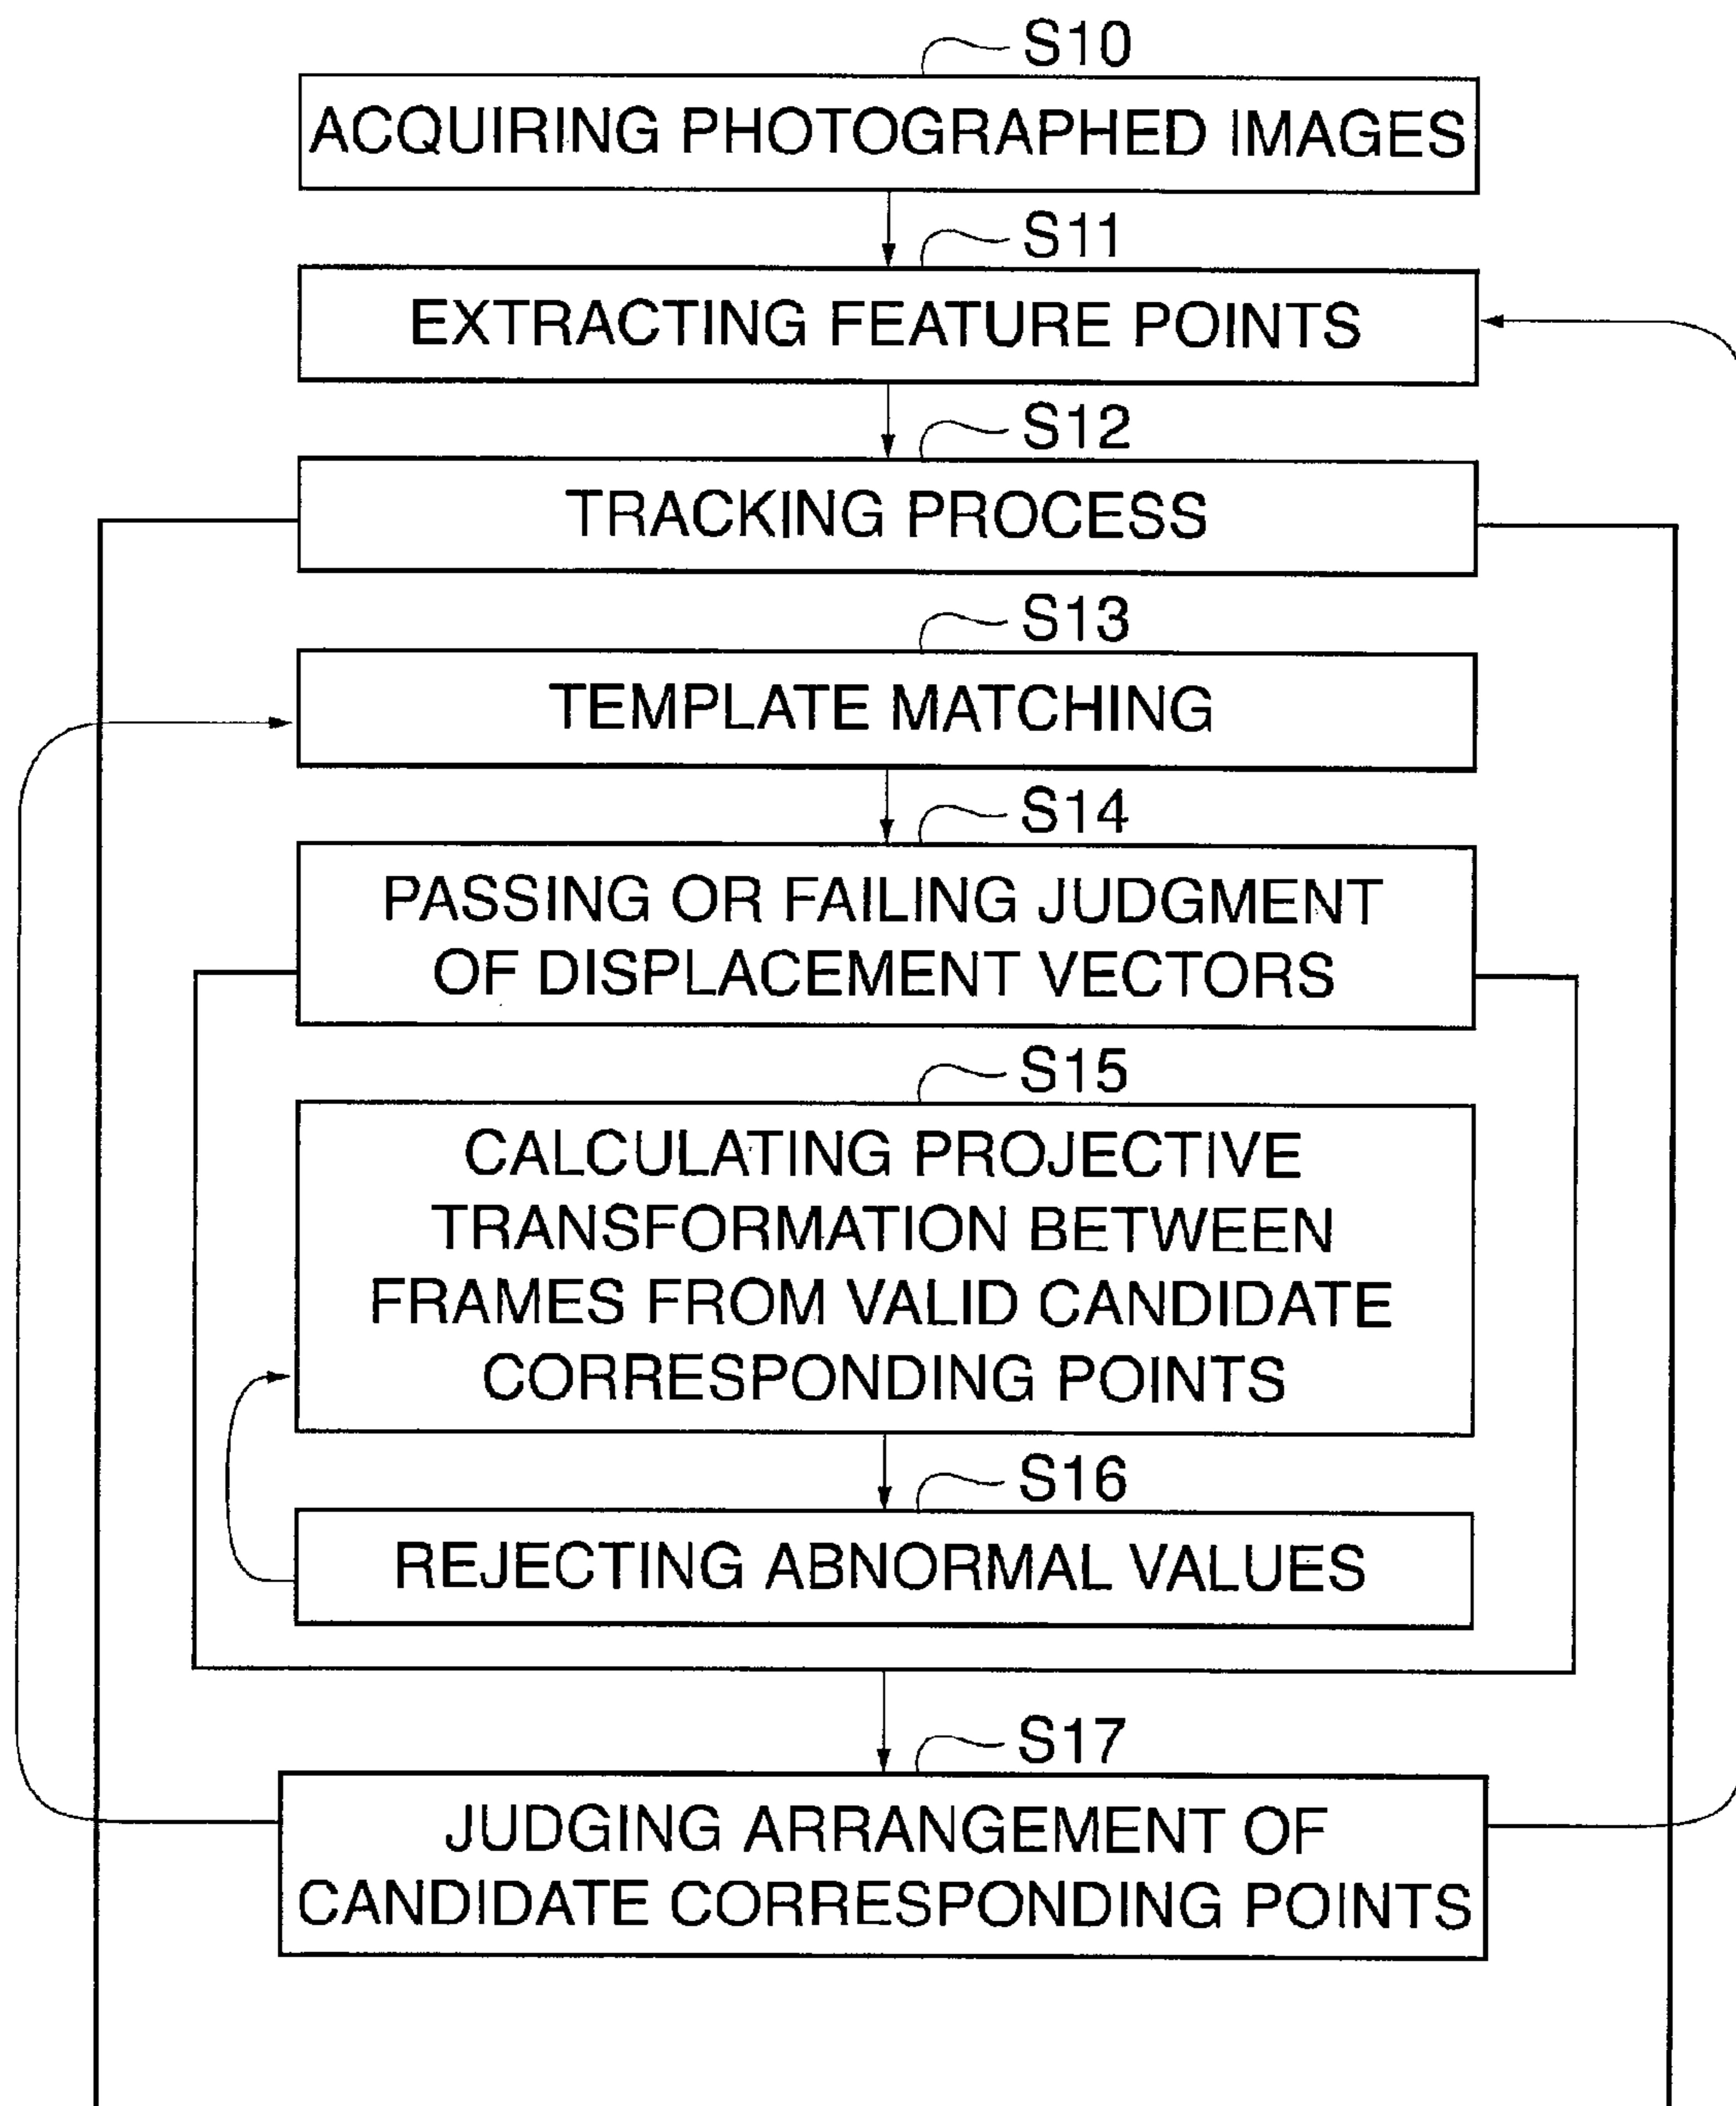 S10
ACQUIRING PHOTOGRAPHED IMAGES
S11
EXTRACTING FEATURE POINTS
S12
TRACKING PROCESS
S13
TEMPLATE MATCHING
S14
PASSING OR FAILING JUDGMENT
OF DISPLACEMENT VECTORS
S15
CALCULATING PROJECTIVE
TRANSFORMATION BETWEEN
FRAMES FROM VALID CANDIDATE
CORRESPONDING POINTS
S16
REJECTING ABNORMAL VALUES
S17
JUDGING ARRANGEMENT OF
CANDIDATE CORRESPONDING POINTS